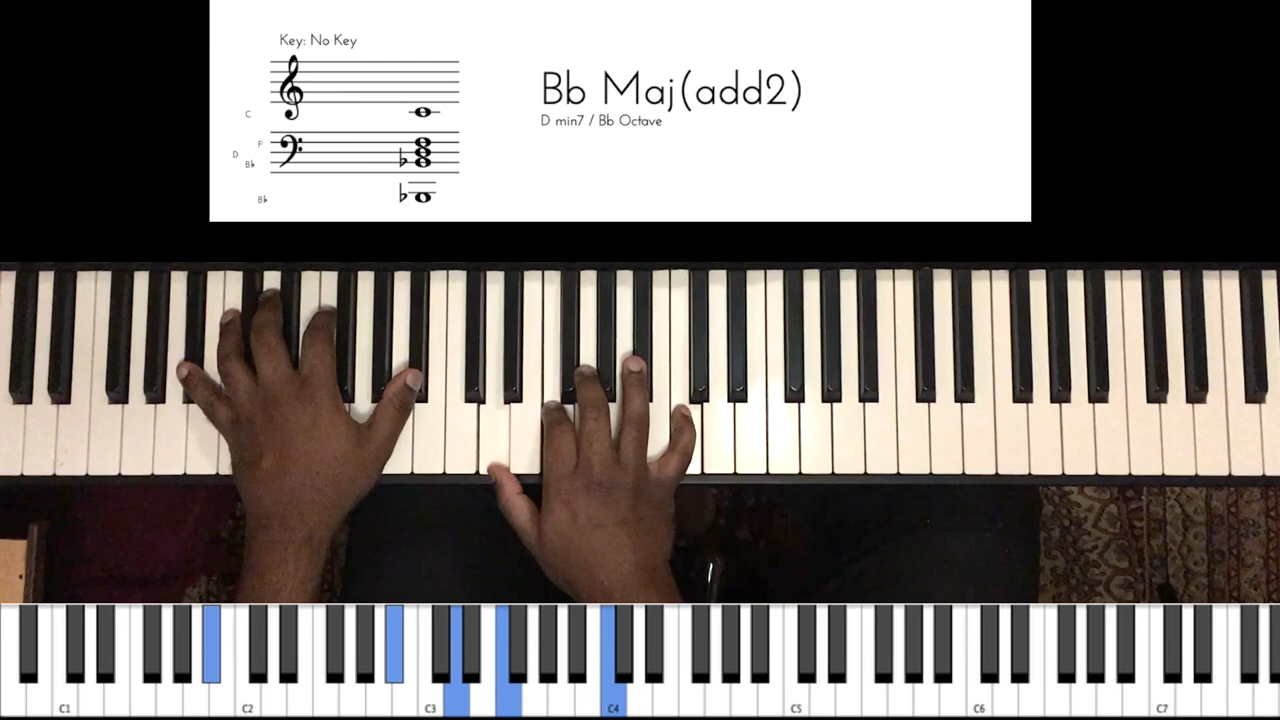 Key: No Key
Bb Maj(add2)
D min7 / Bb Octave
C
F
D
B♭
B♭
C1 C2 C3 C4 C5 C6 C7